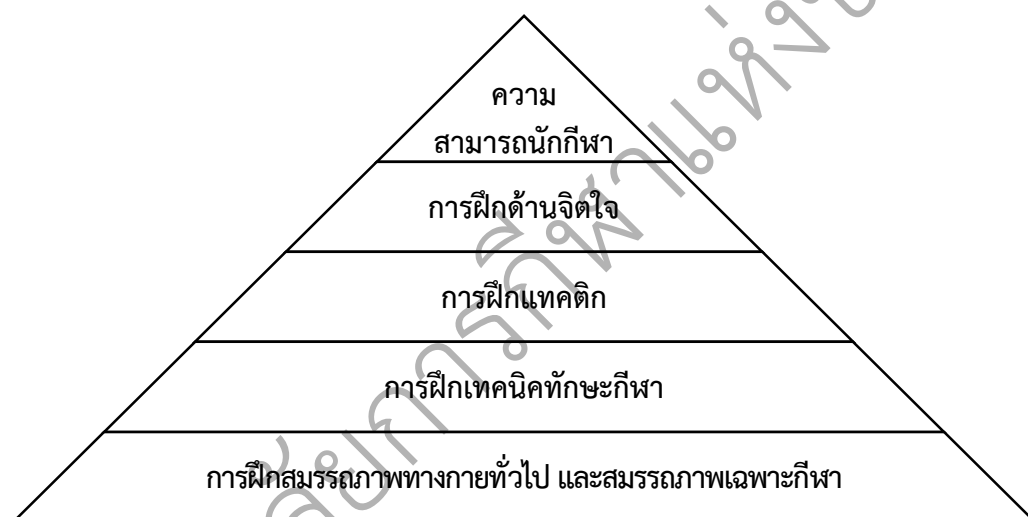 ความ
สามารถนักกีฬา
การฝึกด้านจิตใจ
การฝึกแทคติก
การฝึกเทคนิคทักษะกีฬา
การฝึกสมรรถภาพทางกายทั่วไป และสมรรถภาพเฉพาะกีฬา